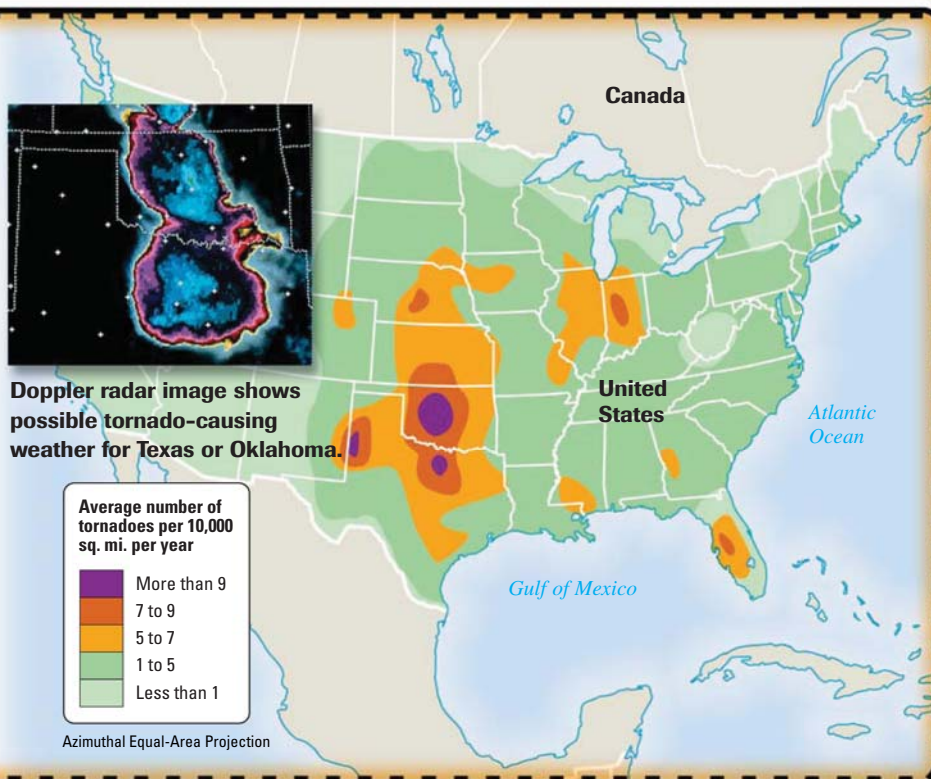 Canada
Doppler radar image shows
possible tornado-causing
weather for Texas or Oklahoma.
United
States
Atlantic
Ocean
Gulf of Mexico
Average number of
tornadoes per 10,000
sq. mi. per year
More than 9
7 to 9
5 to 7
1 to 5
Less than 1
Azimuthal Equal-Area Projection